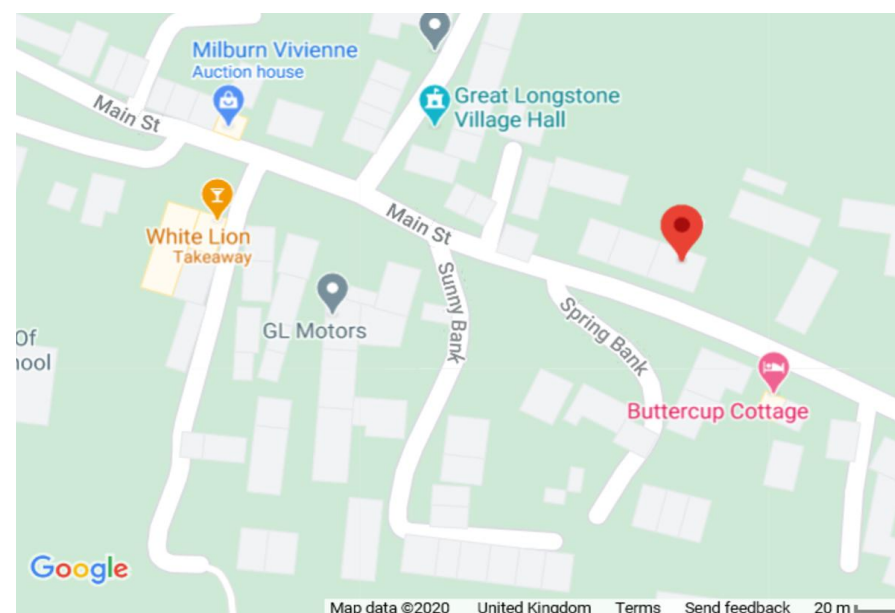 Milburn Vivienne
Auction house
Main St
Great Longstone
Village Hall
Main St
White Lion
Takeaway
GL Motors
Sunny Bank
Spring Bank
Of
ool
Buttercup Cottage
Google
Map data ©2020 United Kingdom Terms Send feedback 20 m